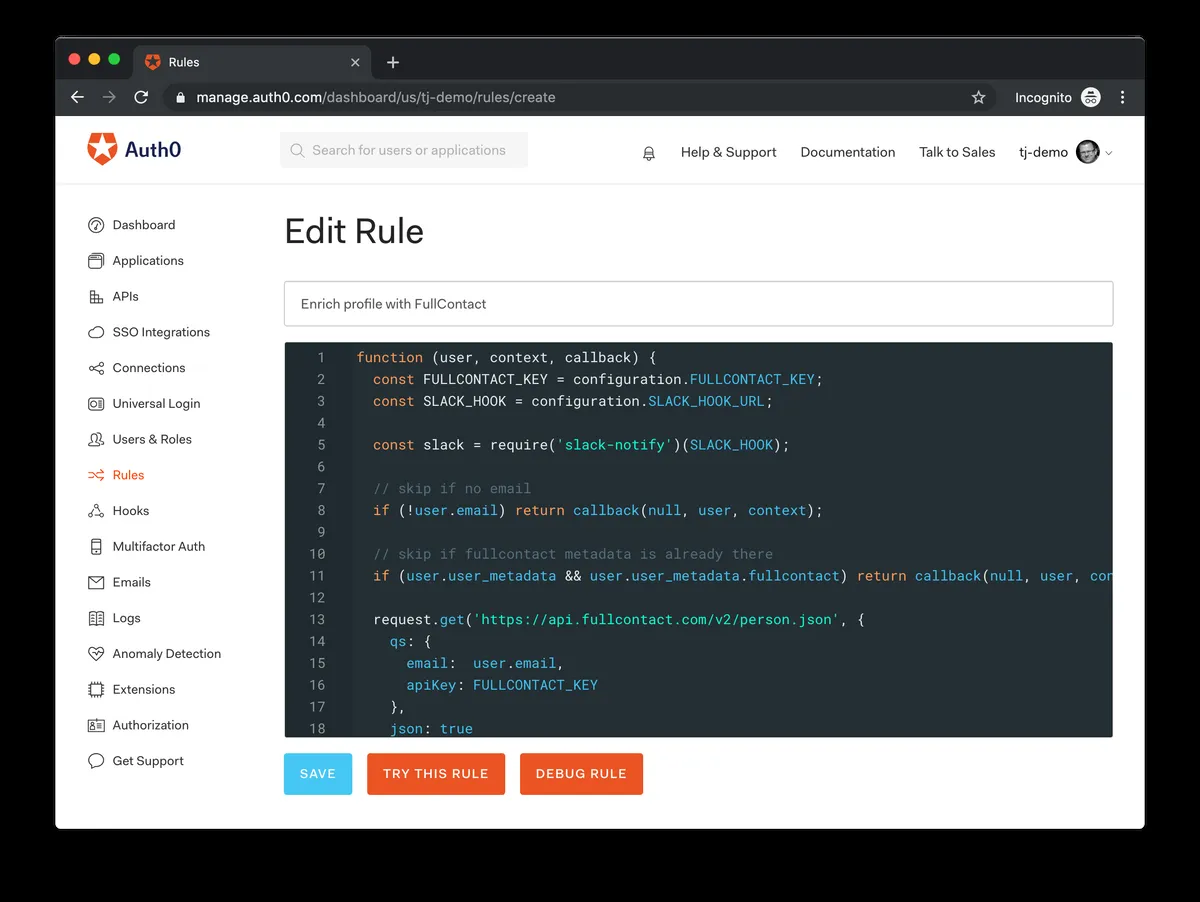 Rules
manage.auth0.com/dashboard/us/tj-demo/rules/create
Incognito
Auth0
Search for users or applications
Help & Support
Documentation
Talk to Sales
tj-demo
Dashboard
Applications
APIs
SSO Integrations
Connections
Universal Login
Users & Roles
Rules
Hooks
Multifactor Auth
Emails
Logs
Anomaly Detection
Extensions
Authorization
Get Support
Edit Rule
Enrich profile with FullContact
1 function (user, context, callback) {
2 const FULLCONTACT_KEY = configuration.FULLCONTACT_KEY;
3 const SLACK_HOOK = configuration.SLACK_HOOK_URL;
4
5 const slack = require('slack-notify')(SLACK_HOOK);
6
7 // skip if no email
8 if (!user.email) return callback(null, user, context);
9
10 // skip if fullcontact metadata is already there
11 if (user.user_metadata && user.user_metadata.fullcontact) return callback(null, user, con
12
13 request.get('https://api.fullcontact.com/v2/person.json', {
14 qs: {
15 email: user.email,
16 apiKey: FULLCONTACT_KEY
17 },
18 json: true
SAVE
TRY THIS RULE
DEBUG RULE